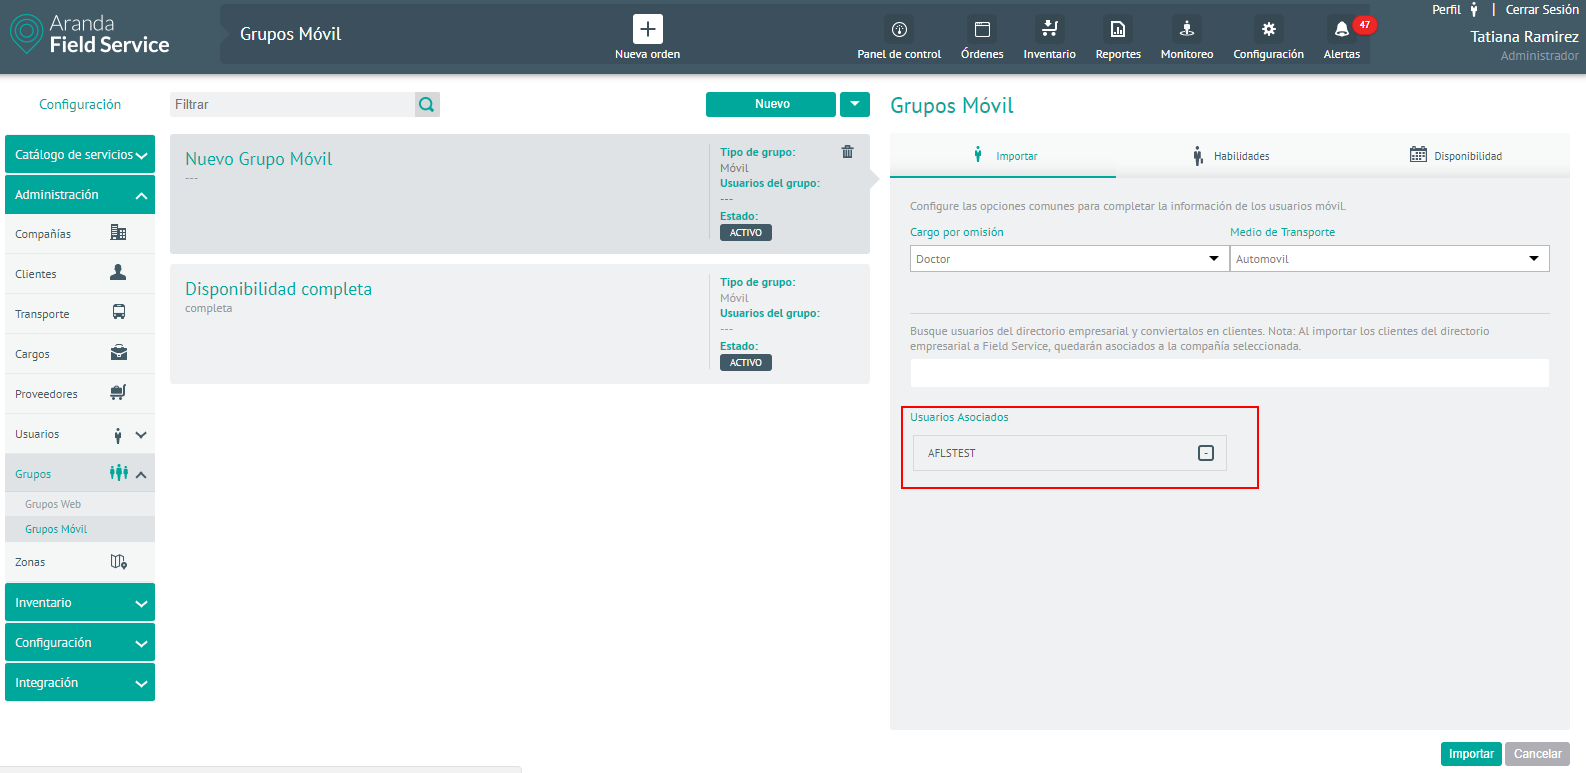 Aranda
Field Service
Grupos Móvil
Nueva orden
Panel de control
Órdenes
Inventario
Reportes
Monitoreo
Configuración
Alertas
47
Perfil | Cerrar Sesión
Tatiana Ramirez
Administrador
Configuración
Catálogo de servicios
Administración
Compañías
Clientes
Transporte
Cargos
Proveedores
Usuarios
Grupos
Grupos Web
Grupos Móvil
Zonas
Inventario
Configuración
Integración
Filtrar
Nuevo
Nuevo Grupo Móvil
---
Tipo de grupo:
Móvil
Usuarios del grupo:
---
Estado:
ACTIVO
Disponibilidad completa
completa
Tipo de grupo:
Móvil
Usuarios del grupo:
---
Estado:
ACTIVO
Grupos Móvil
Importar
Habilidades
Disponibilidad
Configure las opciones comunes para completar la información de los usuarios móvil.
Cargo por omisión
Medio de Transporte
Doctor
Automovil
Busque usuarios del directorio empresarial y conviertalos en clientes. Nota: Al importar los clientes del directorio
empresarial a Field Service, quedarán asociados a la compañía seleccionada.
Usuarios Asociados
AFLSTEST
-
Importar
Cancelar